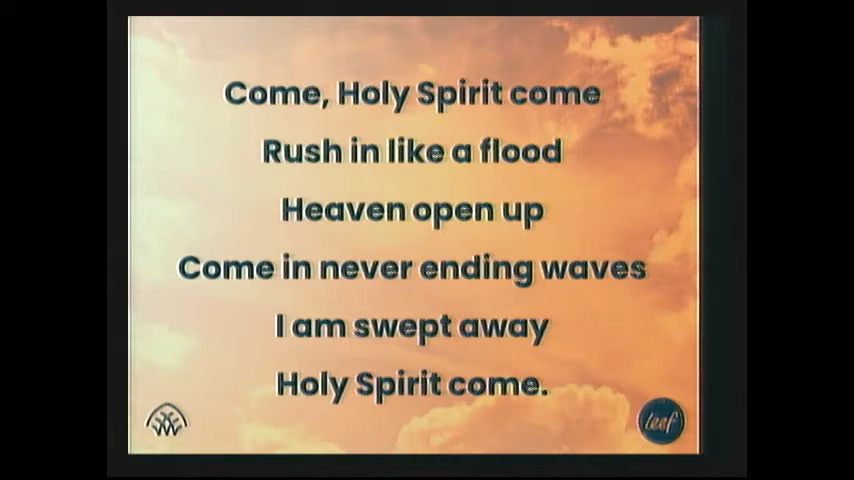 Come, Holy Spirit come
Rush in like a flood
Heaven open up
Come in never ending waves
I am swept away
Holy Spirit come.
leef